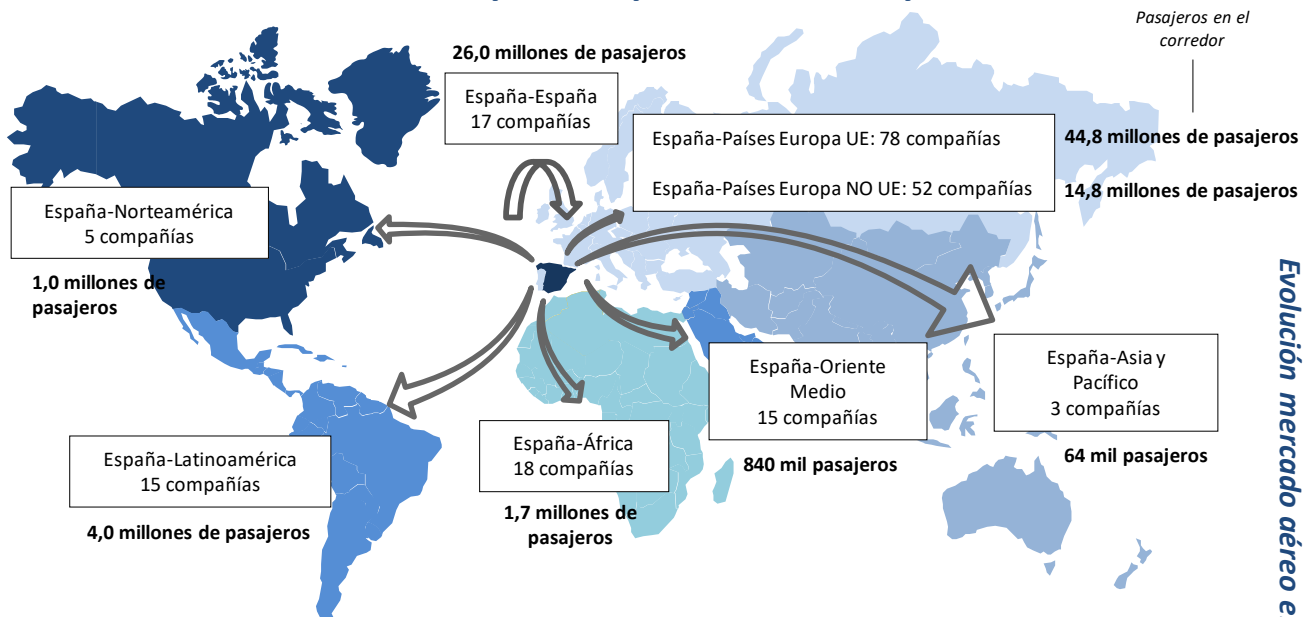 Pasajeros en el
corredor
26,0 millones de pasajeros
España-España
17 compañías
España-Países Europa UE: 78 compañías
44,8 millones de pasajeros
España-Países Europa NO UE: 52 compañías
14,8 millones de pasajeros
España-Norteamérica
5 compañías
1,0 millones de
pasajeros
España-Oriente
Medio
15 compañías
840 mil pasajeros
España-Asia y
Pacífico
3 compañías
64 mil pasajeros
España-África
18 compañías
1,7 millones de
pasajeros
España-Latinoamérica
15 compañías
4,0 millones de pasajeros
Evolución mercado aéreo e